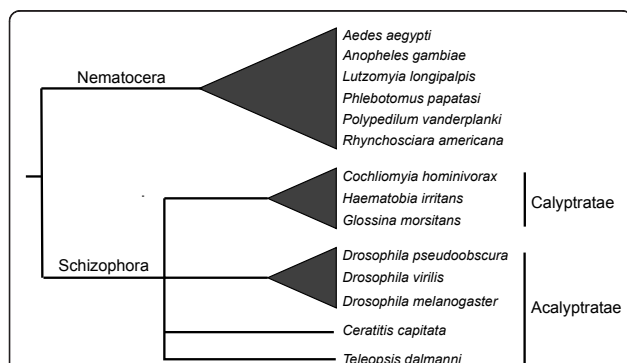 Nematocera
Aedes aegypti
Anopheles gambiae
Lutzomyia longipalpis
Phlebotomus papatasi
Polypedilum vanderplanki
Rhynchosciara americana
Schizophora
Cochliomyia hominivorax
Haematobia irritans
Glossina morsitans
Calyptratae
Drosophila pseudoobscura
Drosophila virilis
Drosophila melanogaster
Ceratitis capitata
Teleopsis dalmanni
Acalyptratae